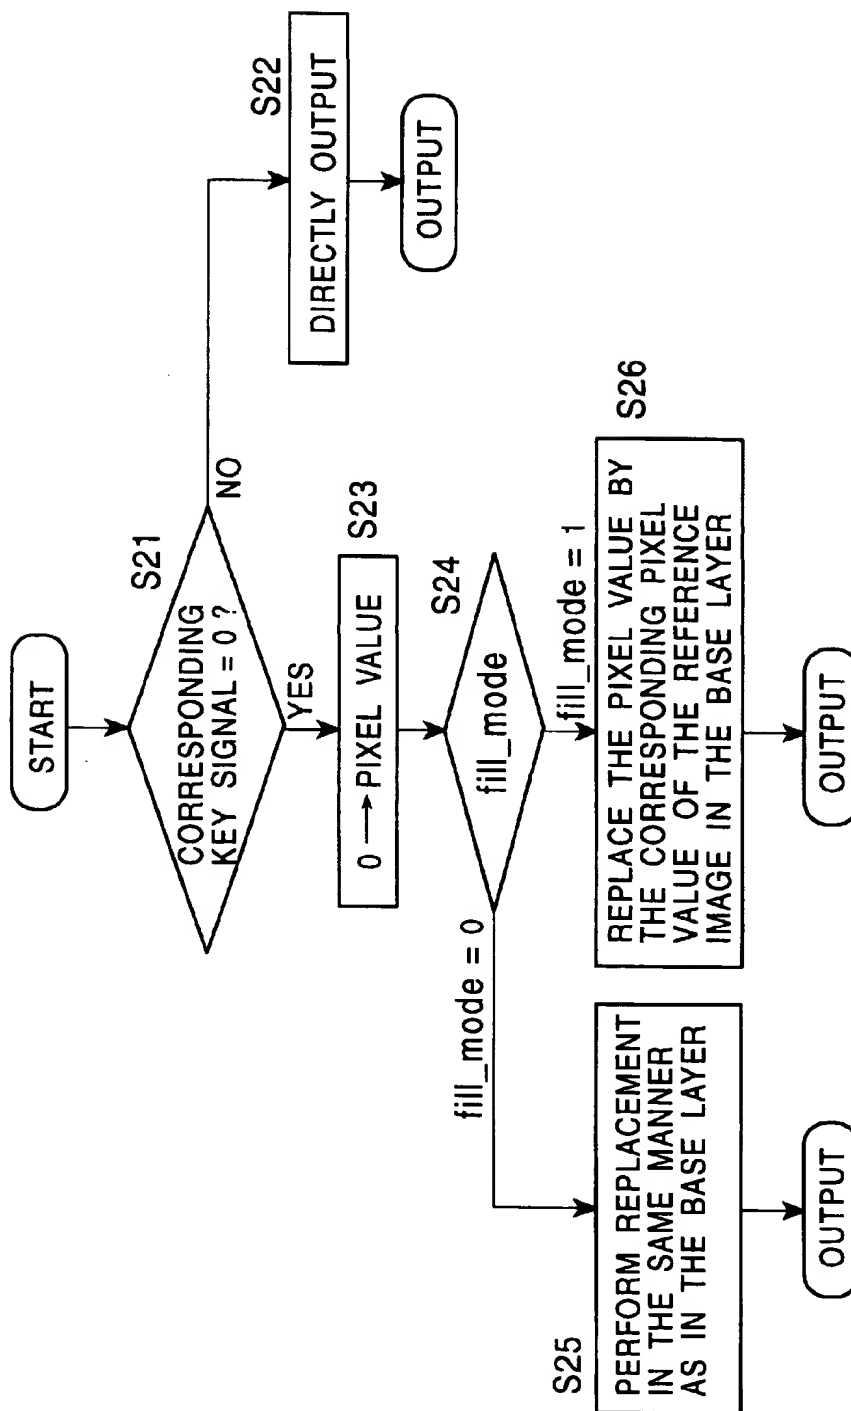 START
S21
CORRESPONDING
KEY SIGNAL = 0 ?
NO
YES
S22
DIRECTLY OUTPUT
OUTPUT
S23
0 → PIXEL VALUE
S24
fill_mode
fill_mode = 0
fill_mode = 1
S25
PERFORM REPLACEMENT
IN THE SAME MANNER
AS IN THE BASE LAYER
OUTPUT
S26
REPLACE THE PIXEL VALUE BY
THE CORRESPONDING PIXEL
VALUE OF THE REFERENCE
IMAGE IN THE BASE LAYER
OUTPUT